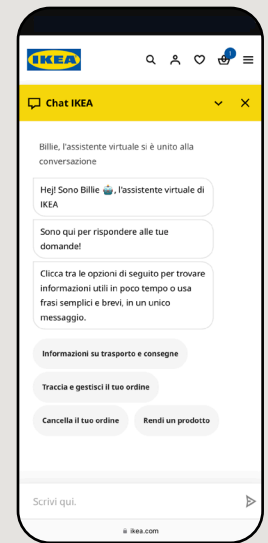 IKEA
1
Chat IKEA
Billie, l'assistente virtuale si è unito alla
conversazione
Hej! Sono Billie 🤖, l'assistente virtuale di
IKEA
Sono qui per rispondere alle tue
domande!
Clicca tra le opzioni di seguito per trovare
informazioni utili in poco tempo o usa
frasi semplici e brevi, in un unico
messaggio.
Informazioni su trasporto e consegne
Traccia e gestisci il tuo ordine
Cancella il tuo ordine Rendi un prodotto
Scrivi qui.
ikea.com